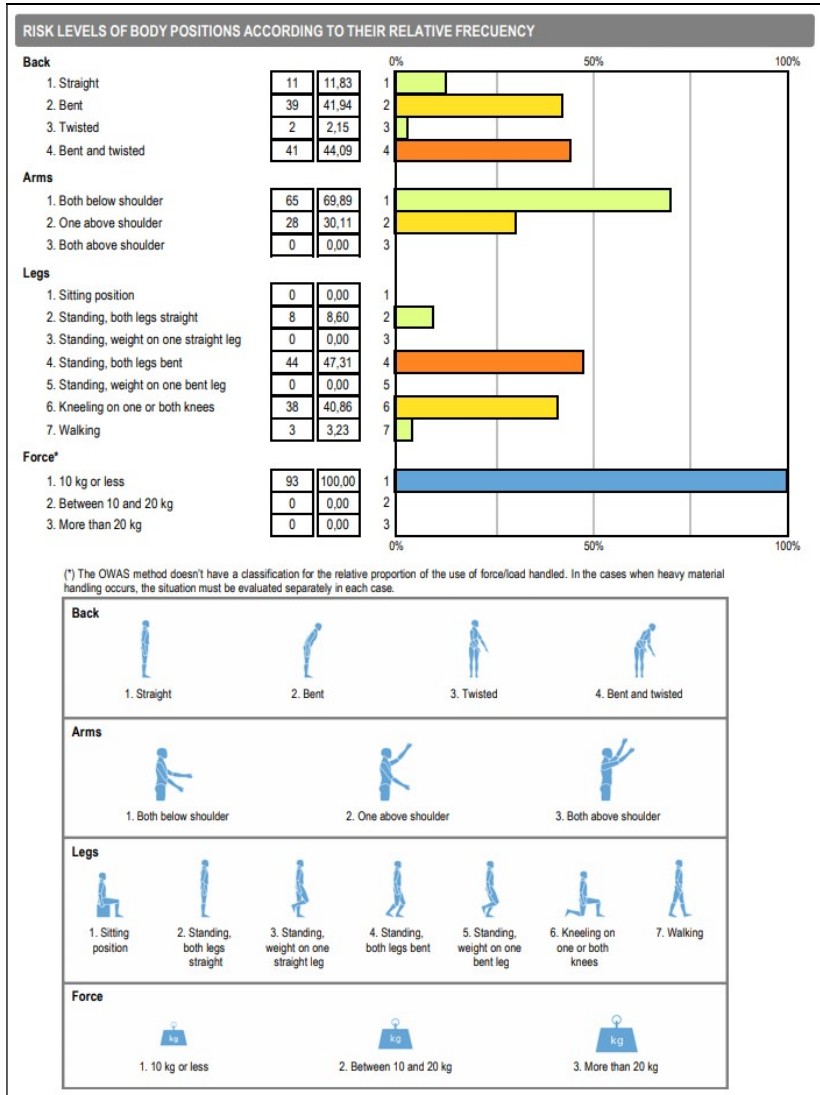 RISK LEVELS OF BODY POSITIONS ACCORDING TO THEIR RELATIVE FRECUENCY
Back 0% 50% 100%
1. Straight 11 11,83 1
2. Bent 39 41,94 2
3. Twisted 2 2,15 3
4. Bent and twisted 41 44,09 4
Arms
1. Both below shoulder 65 69,89 1
2. One above shoulder 28 30,11 2
3. Both above shoulder 0 0,00 3
Legs
1. Sitting position 0 0,00 1
2. Standing, both legs straight 8 8,60 2
3. Standing, weight on one straight leg 0 0,00 3
4. Standing, both legs bent 44 47,31 4
5. Standing, weight on one bent leg 0 0,00 5
6. Kneeling on one or both knees 38 40,86 6
7. Walking 3 3,23 7
Force*
1. 10 kg or less 93 100,00 1
2. Between 10 and 20 kg 0 0,00 2
3. More than 20 kg 0 0,00 3
0% 50% 100%
(*) The OWAS method doesn't have a classification for the relative proportion of the use of force/load handled. In the cases when heavy material
handling occurs, the situation must be evaluated separately in each case.
Back
1. Straight 2. Bent 3. Twisted 4. Bent and twisted
Arms
1. Both below shoulder 2. One above shoulder 3. Both above shoulder
Legs
1. Sitting position
2. Standing, both legs straight
3. Standing, weight on one straight leg
4. Standing, both legs bent
5. Standing, weight on one bent leg
6. Kneeling on one or both knees
7. Walking
Force
kg kg kg
1. 10 kg or less 2. Between 10 and 20 kg 3. More than 20 kg